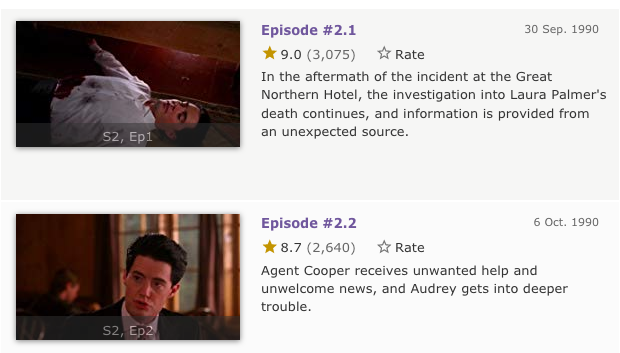 Episode #2.1
30 Sep. 1990
9.0 (3,075) Rate
In the aftermath of the incident at the Great
Northern Hotel, the investigation into Laura Palmer's
death continues, and information is provided from
an unexpected source.
S2, Ep1
Episode #2.2
6 Oct. 1990
8.7 (2,640) Rate
Agent Cooper receives unwanted help and
unwelcome news, and Audrey gets into deeper
trouble.
S2, Ep2